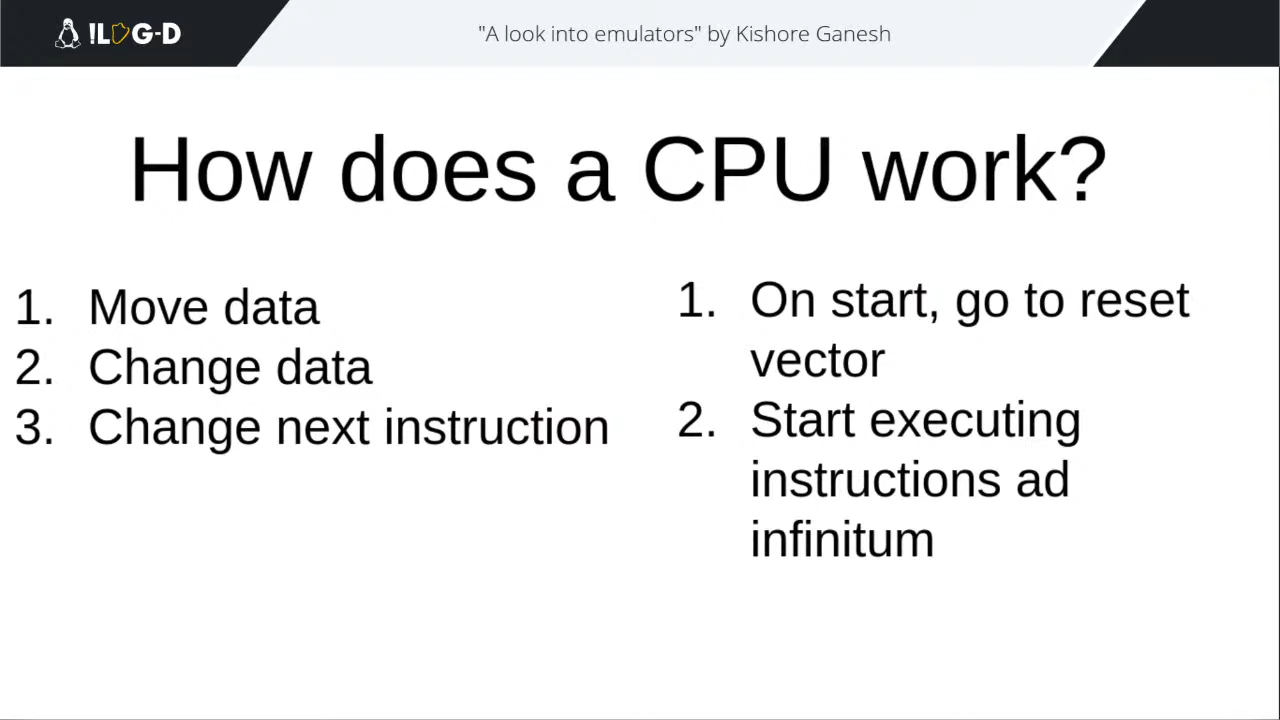 ILUG-D
"A look into emulators" by Kishore Ganesh
How does a CPU work?
1. Move data
2. Change data
3. Change next instruction
1. On start, go to reset
vector
2. Start executing
instructions ad
infinitum